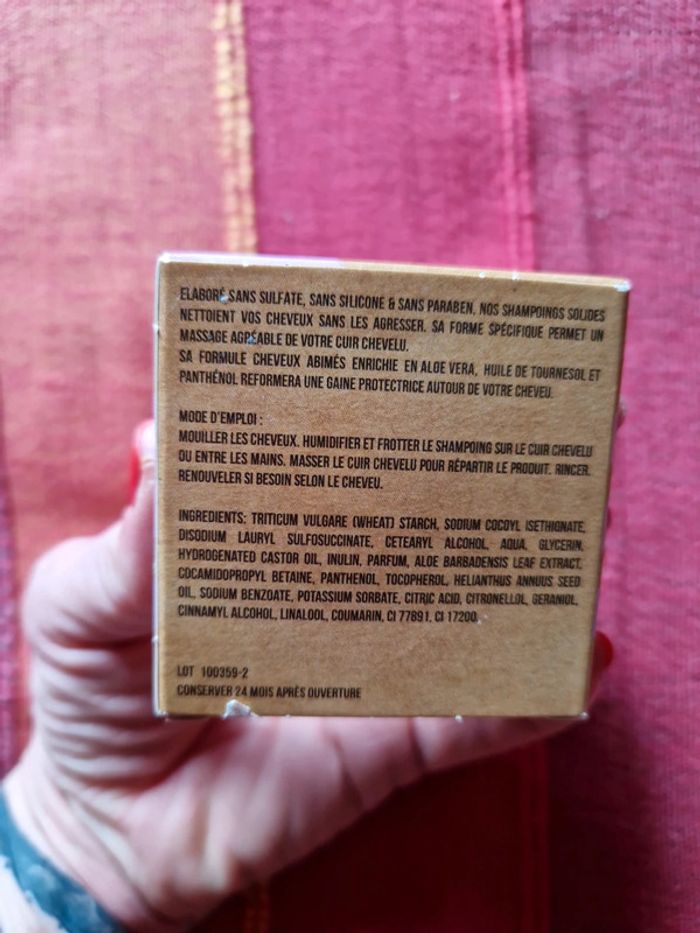 ELABORÉ SANS SULFATE, SANS SILICONE & SANS PARABEN, NOS SHAMPOINGS SOLIDES
NETTOIENT VOS CHEVEUX SANS LES AGRESSER. SA FORME SPÉCIFIQUE PERMET UN
MASSAGE AGRÉABLE DE VOTRE CUIR CHEVELU.
SA FORMULE CHEVEUX ABIMÉS ENRICHIE EN ALOE VERA, HUILE DE TOURNESOL ET
PANTHÉNOL REFORMERA UNE GAINE PROTECTRICE AUTOUR DE VOTRE CHEVEU.
MODE D'EMPLOI :
MOUILLER LES CHEVEUX. HUMIDIFIER ET FROTTER LE SHAMPOING SUR LE CUIR CHEVELU
OU ENTRE LES MAINS. MASSER LE CUIR CHEVELU POUR RÉPARTIR LE PRODUIT. RINCER.
RENOUVELER SI BESOIN SELON LE CHEVEU.
INGREDIENTS: TRITICUM VULGARE (WHEAT) STARCH, SODIUM COCOYL ISETHIONATE,
DISODIUM LAURYL SULFOSUCCINATE, CETEARYL ALCOHOL, AQUA, GLYCERIN,
HYDROGENATED CASTOR OIL, INULIN, PARFUM, ALOE BARBADENSIS LEAF EXTRACT,
COCAMIDOPROPYL BETAINE, PANTHENOL, TOCOPHEROL, HELIANTHUS ANNUUS SEED
OIL, SODIUM BENZOATE, POTASSIUM SORBATE, CITRIC ACID, CITRONELLOL, GERANIOL,
CINNAMYL ALCOHOL, LINALOOL, COUMARIN, CI 77891, CI 17200.
LOT 100359-2
CONSERVER 24 MOIS APRÈS OUVERTURE